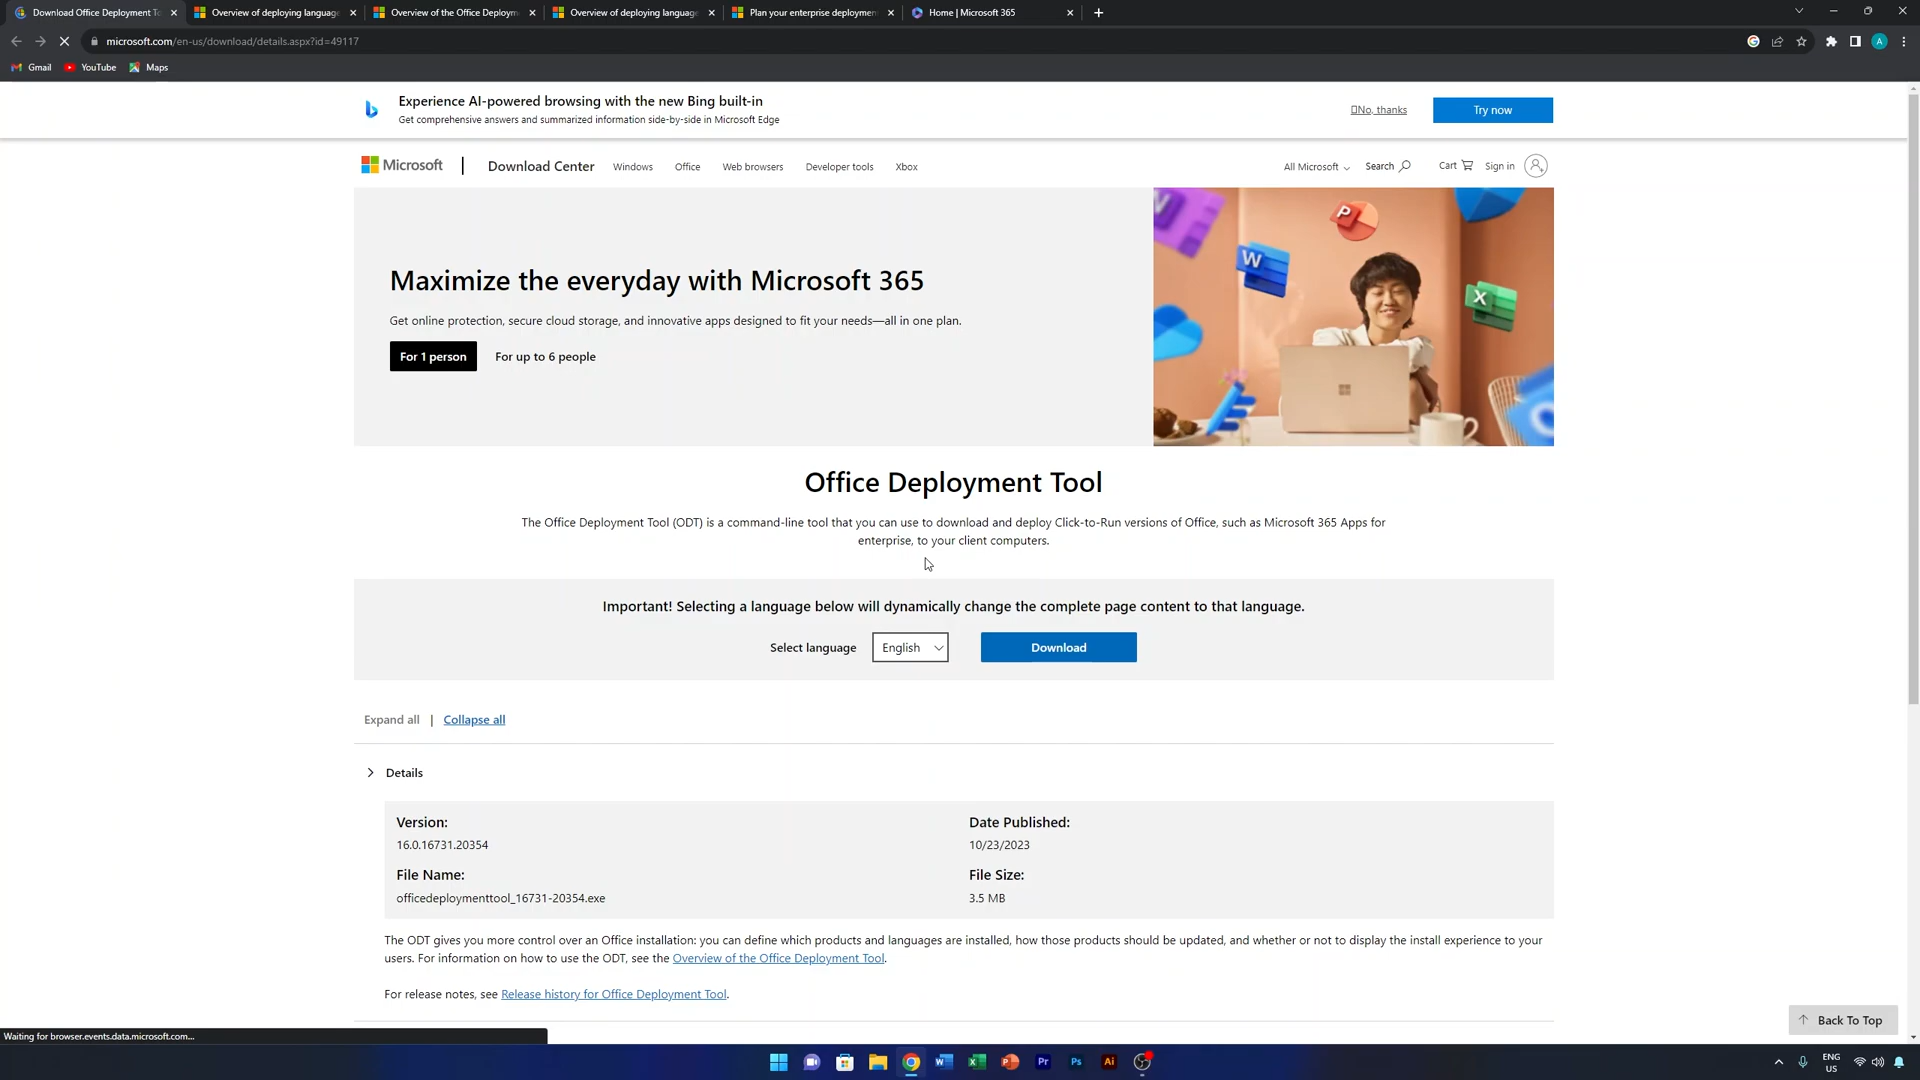 Download Office Deployment To
Overview of deploying language
Overview of the Office Deploym
Overview of deploying language
Plan your enterprise deployment
Home | Microsoft 365
microsoft.com/en-us/download/details.aspx?id=49117
A
Gmail
YouTube
Maps
Experience AI-powered browsing with the new Bing built-in
Get comprehensive answers and summarized information side-by-side in Microsoft Edge
No, thanks
Try now
Microsoft
Download Center
Windows
Office
Web browsers
Developer tools
Xbox
All Microsoft
Search
Cart
Sign in
Maximize the everyday with Microsoft 365
Get online protection, secure cloud storage, and innovative apps designed to fit your needs—all in one plan.
For 1 person
For up to 6 people
P
W
X
Office Deployment Tool
The Office Deployment Tool (ODT) is a command-line tool that you can use to download and deploy Click-to-Run versions of Office, such as Microsoft 365 Apps for
enterprise, to your client computers.
Important! Selecting a language below will dynamically change the complete page content to that language.
Select language
English
Download
Expand all | Collapse all
Details
Version:
16.0.16731.20354
Date Published:
10/23/2023
File Name:
officedeploymenttool_16731-20354.exe
File Size:
3.5 MB
The ODT gives you more control over an Office installation: you can define which products and languages are installed, how those products should be updated, and whether or not to display the install experience to your
users. For information on how to use the ODT, see the Overview of the Office Deployment Tool.
For release notes, see Release history for Office Deployment Tool.
Back To Top
Waiting for browser.events.data.microsoft.com...
Pr
Ps
Ai
ENG
US